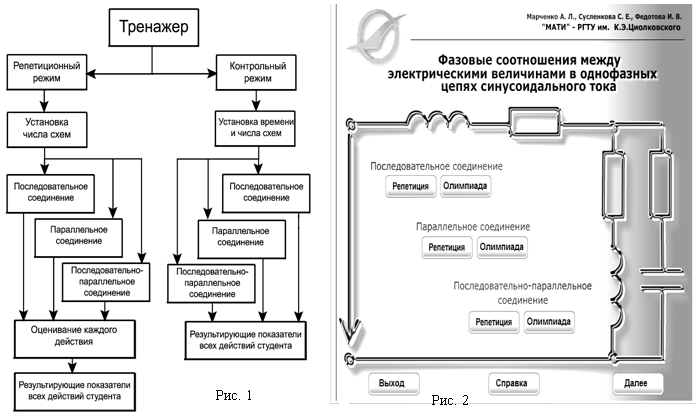 Тренажер
Репетиционный
режим
Контрольный
режим
Установка
числа схем
Установка времени
и числа схем
Последовательное
соединение
Параллельное
соединение
Последовательно-
параллельное
соединение
Последовательное
соединение
Параллельное
соединение
Последовательно-
параллельное
соединение
Оценивание каждого
действия
Результирующие показатели
всех действий студента
Результирующие показатели
всех действий студента
Рис. 1
Марченко А. Л., Сусленкова С. Е., Федотова И. В.
"МАТИ" - РГТУ им. К.Э.Циолковского
Фазовые соотношения между
электрическими величинами в однофазных
цепях синусоидального тока
Последовательное соединение
Репетиция Олимпиада
Параллельное соединение
Репетиция Олимпиада
Последовательно-параллельное
соединение
Репетиция Олимпиада
Выход Справка Далее
Рис. 2